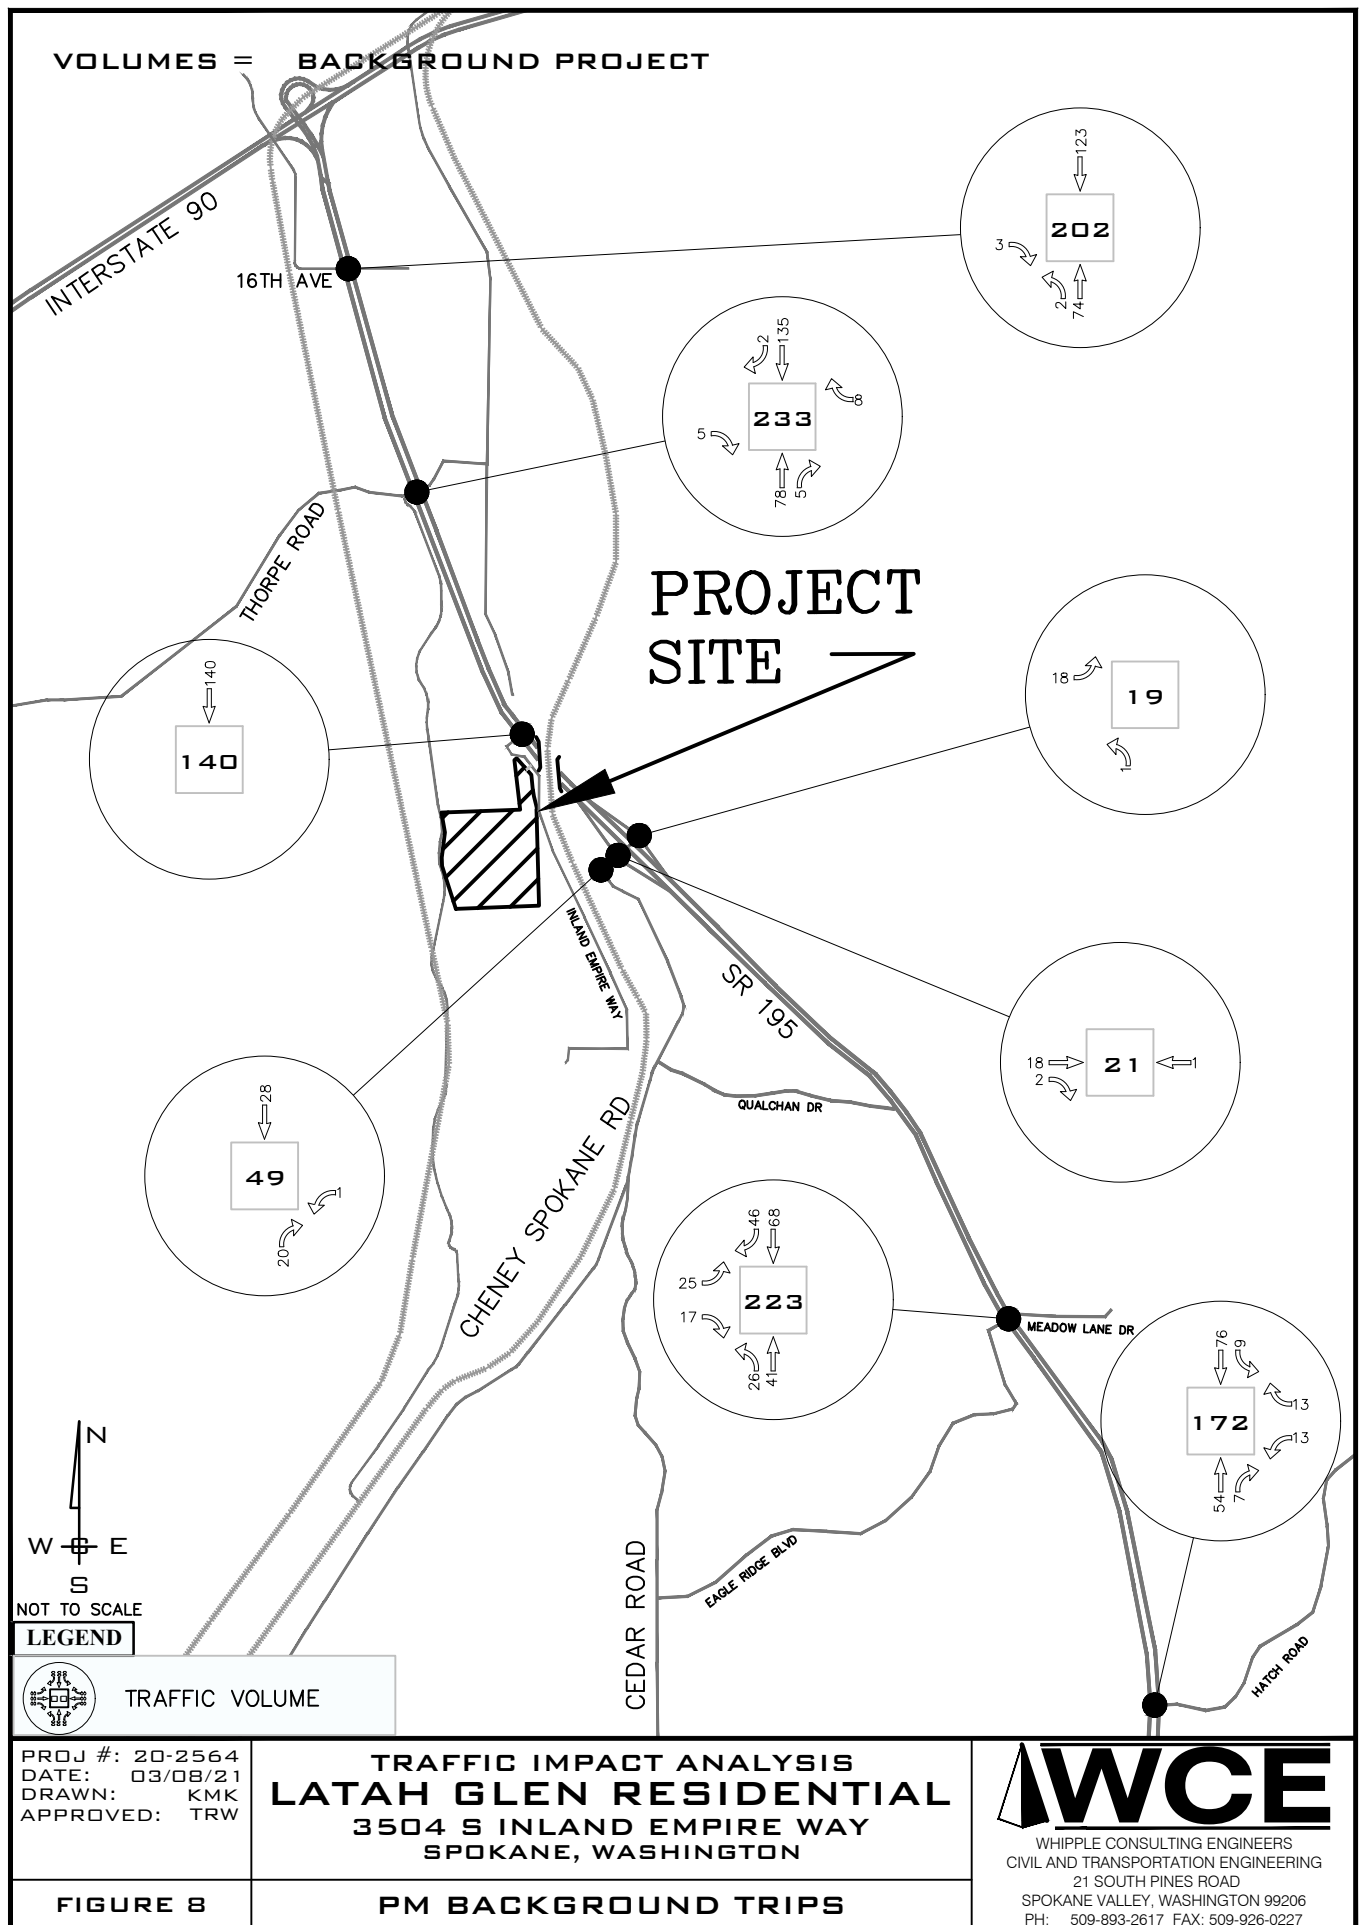 VOLUMES = BACKGROUND PROJECT
INTERSTATE 90
16TH AVE
123
202
3
2
74
2
135
233
8
5
78
5
THORPE ROAD
PROJECT
SITE
140
140
18
19
1
INLAND EMPIRE WAY
SR 195
18
21
1
2
28
49
1
20
QUALCHAN DR
CHENEY SPOKANE RD
46
68
25
223
17
26
41
MEADOW LANE DR
76
9
13
172
13
54
7
N
W E
S
NOT TO SCALE
CEDAR ROAD
EAGLE RIDGE BLVD
HATCH ROAD
LEGEND
TRAFFIC VOLUME
PROJ #: 20-2564
DATE: 03/08/21
DRAWN: KMK
APPROVED: TRW
TRAFFIC IMPACT ANALYSIS
LATAH GLEN RESIDENTIAL
3504 S INLAND EMPIRE WAY
SPOKANE, WASHINGTON
WCE
WHIPPLE CONSULTING ENGINEERS
CIVIL AND TRANSPORTATION ENGINEERING
21 SOUTH PINES ROAD
SPOKANE VALLEY, WASHINGTON 99206
PH: 509-893-2617 FAX: 509-926-0227
FIGURE 8
PM BACKGROUND TRIPS